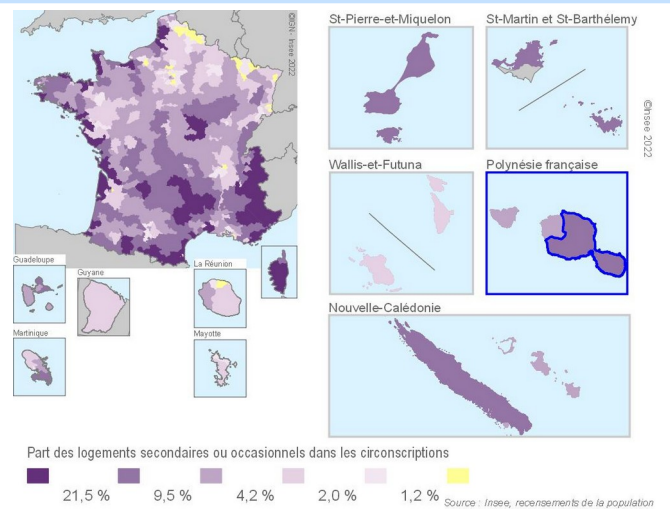 ©IGN - Insee 2022
St-Pierre-et-Miquelon
St-Martin et St-Barthélemy
©Insee 2022
Wallis-et-Futuna
Polynésie française
Guadeloupe
Guyane
La Réunion
Martinique
Mayotte
Nouvelle-Calédonie
Part des logements secondaires ou occasionnels dans les circonscriptions
21,5 % 9,5 % 4,2 % 2,0 % 1,2 %
Source : Insee, recensements de la population